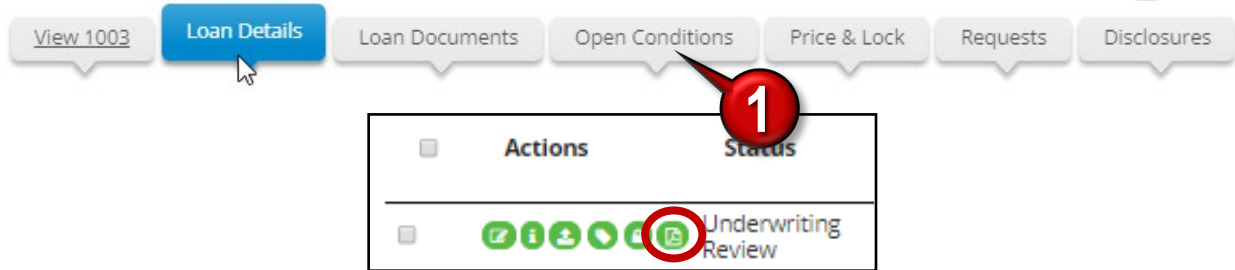 View 1003 Loan Details Loan Documents Open Conditions Price & Lock Requests Disclosures
1
Actions Status
Underwriting
Review